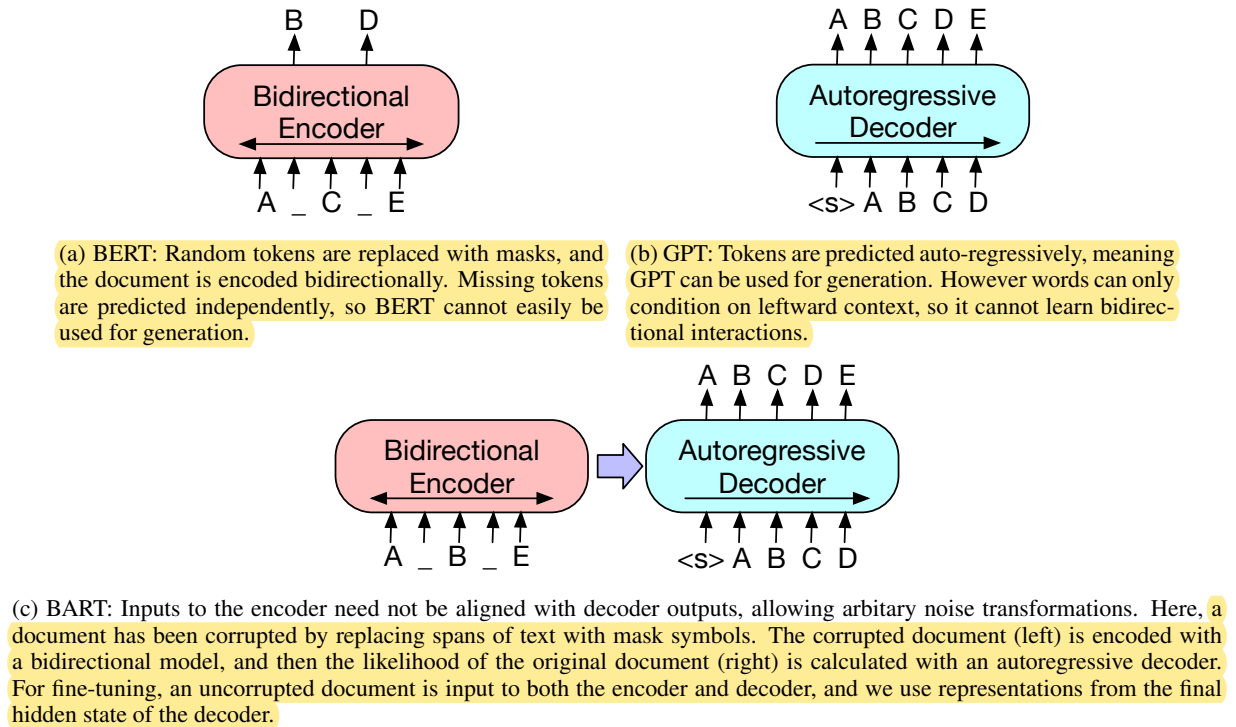 B D
Bidirectional
Encoder
A _ C _ E
A B C D E
Autoregressive
Decoder
<s> A B C D
(a) BERT: Random tokens are replaced with masks, and
the document is encoded bidirectionally. Missing tokens
are predicted independently, so BERT cannot easily be
used for generation.
(b) GPT: Tokens are predicted auto-regressively, meaning
GPT can be used for generation. However words can only
condition on leftward context, so it cannot learn bidirec-
tional interactions.
Bidirectional
Encoder
A _ B _ E
A B C D E
Autoregressive
Decoder
<s> A B C D
(c) BART: Inputs to the encoder need not be aligned with decoder outputs, allowing arbitary noise transformations. Here, a
document has been corrupted by replacing spans of text with mask symbols. The corrupted document (left) is encoded with
a bidirectional model, and then the likelihood of the original document (right) is calculated with an autoregressive decoder.
For fine-tuning, an uncorrupted document is input to both the encoder and decoder, and we use representations from the final
hidden state of the decoder.